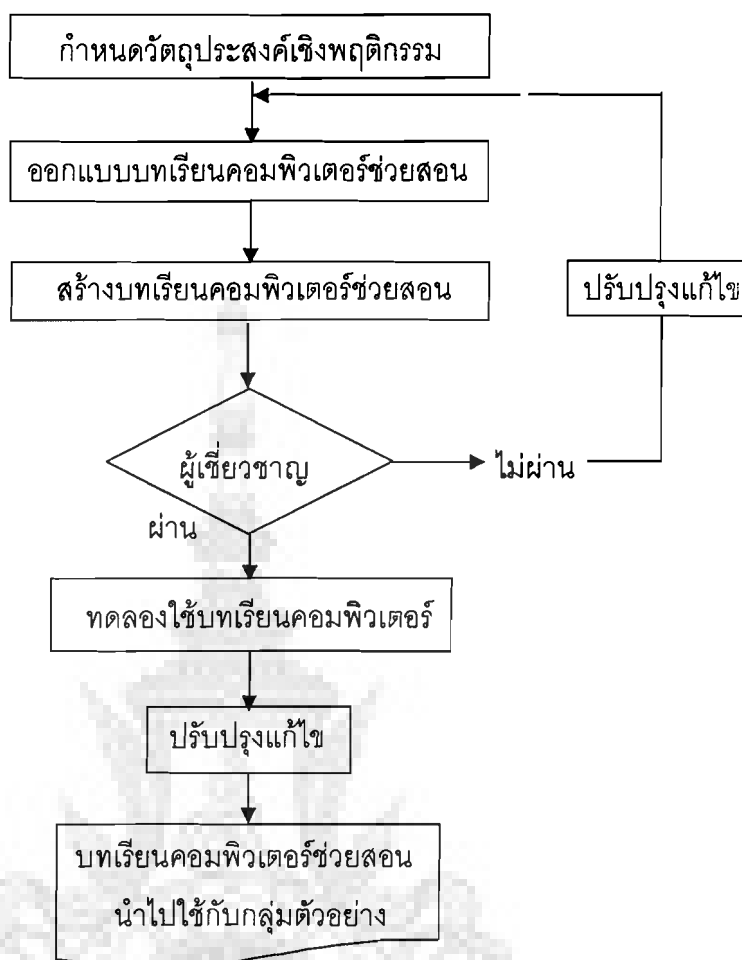 กำหนดวัตถุประสงค์เชิงพฤติกรรม
ออกแบบบทเรียนคอมพิวเตอร์ช่วยสอน
สร้างบทเรียนคอมพิวเตอร์ช่วยสอน
ปรับปรุงแก้ไข
ผู้เชี่ยวชาญ
ไม่ผ่าน
ผ่าน
ทดลองใช้บทเรียนคอมพิวเตอร์
ปรับปรุงแก้ไข
บทเรียนคอมพิวเตอร์ช่วยสอน
นำไปใช้กับกลุ่มตัวอย่าง